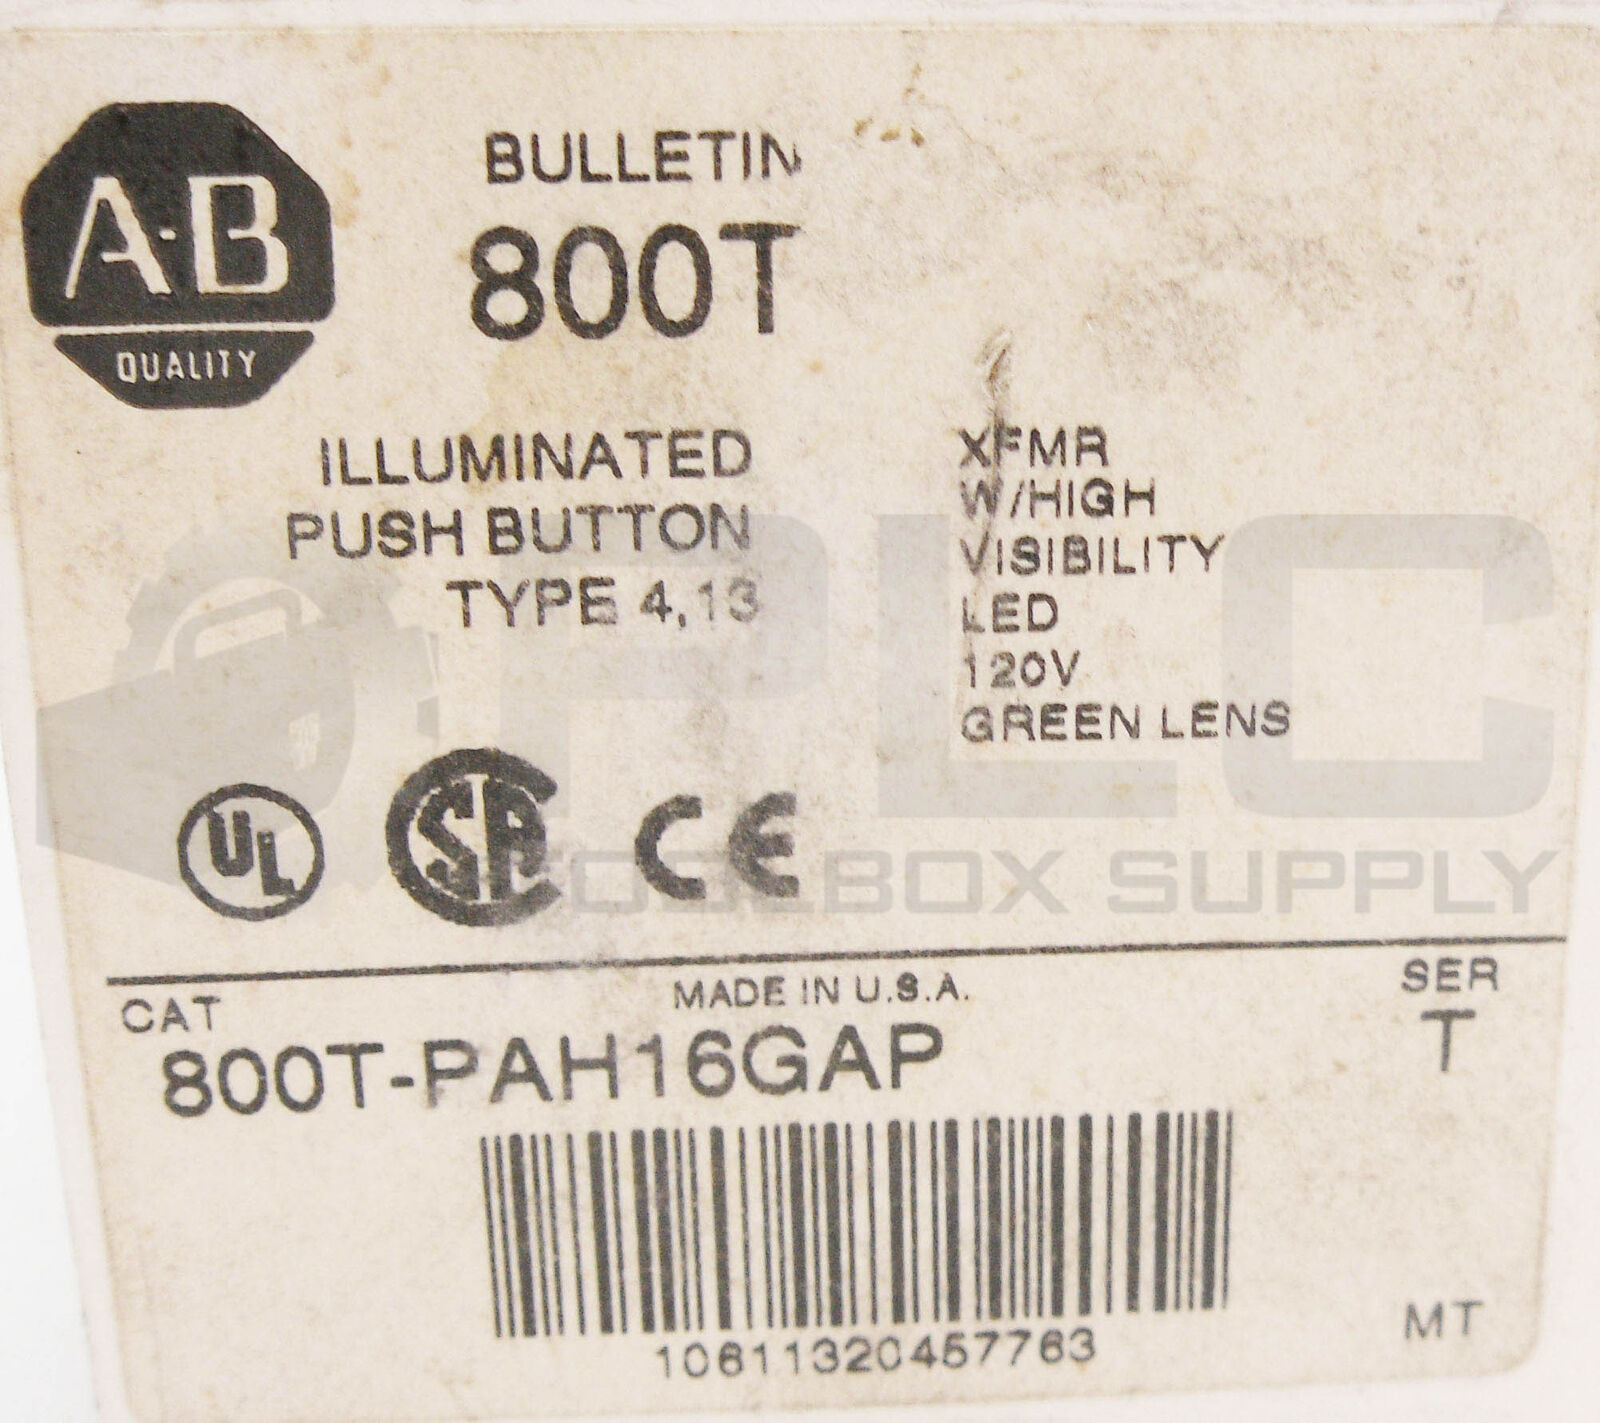 A-B
QUALITY
BULLETIN
800T
ILLUMINATED
PUSH BUTTON
TYPE 4,13
XFMR
W/HIGH
VISIBILITY
LED
120V
GREEN LENS
PLC
TOOLBOX SUPPLY
UL
SA
CE
MADE IN U.S.A.
CAT
800T-PAH16GAP
SER
T
10611320457763
MT